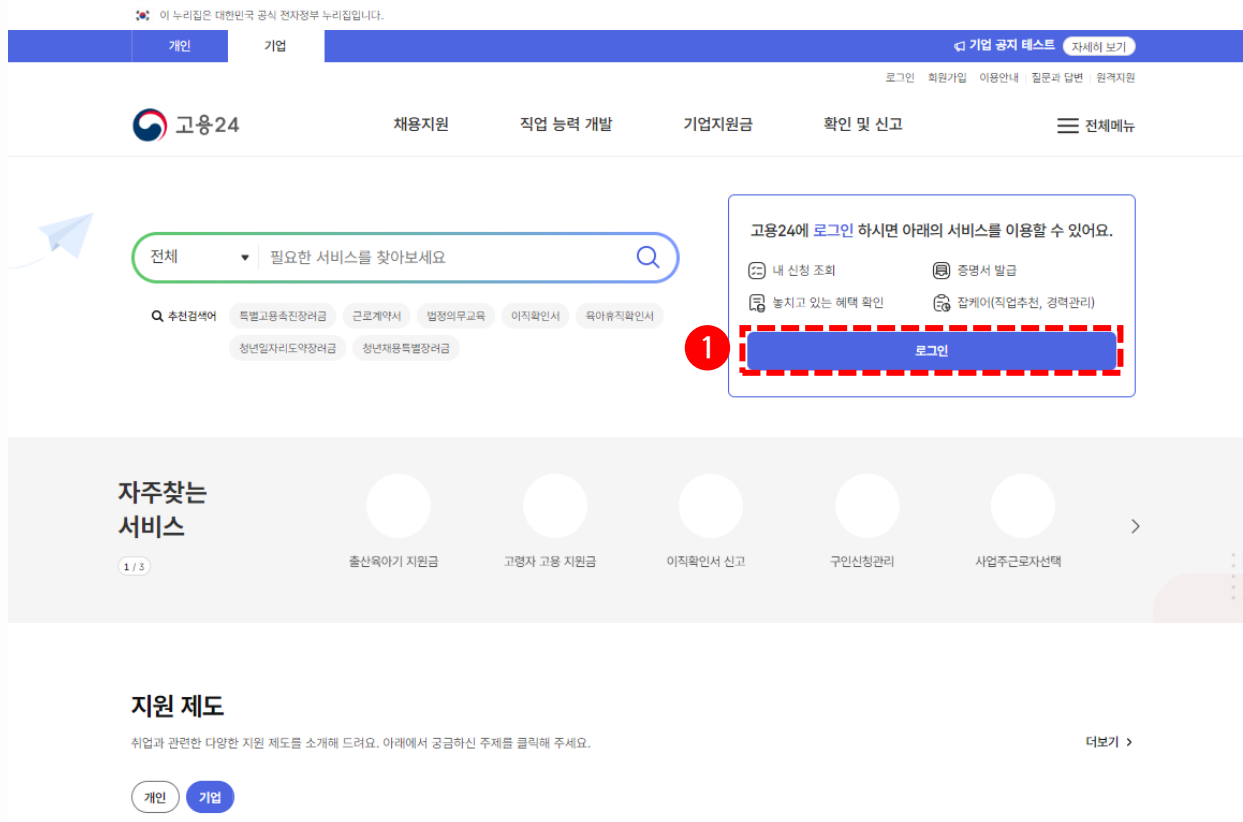 이 누리집은 대한민국 공식 전자정부 누리집입니다.
개인 기업 기업 공지 테스트 자세히 보기
로그인 회원가입 이용안내 질문과 답변 원격지원
고용24 채용지원 직업 능력 개발 기업지원금 확인 및 신고 전체메뉴
전체 필요한 서비스를 찾아보세요
추천검색어 특별고용촉진장려금 근로계약서 법정의무교육 이직확인서 육아휴직확인서
청년일자리도약장려금 청년채용특별장려금
고용24에 로그인 하시면 아래의 서비스를 이용할 수 있어요.
내 신청 조회 증명서 발급
놓치고 있는 혜택 확인 잡케어(직업추천, 경력관리)
1 로그인
자주찾는
서비스
1 / 3
출산육아기 지원금 고령자 고용 지원금 이직확인서 신고 구인신청관리 사업주근로자선택
지원 제도
취업과 관련한 다양한 지원 제도를 소개해 드려요. 아래에서 궁금하신 주제를 클릭해 주세요. 더보기
개인 기업